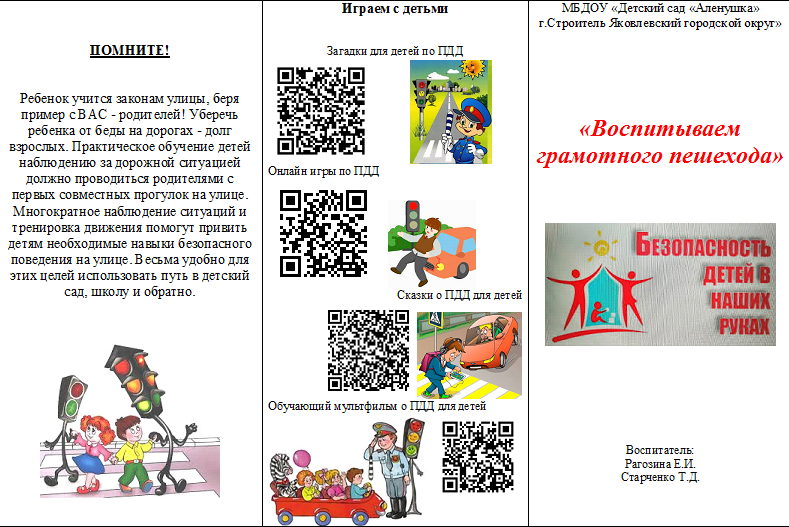 ПОМНИТЕ!
Ребенок учится законам улицы, беря
пример с ВАС - родителей! Уберечь
ребенка от беды на дорогах - долг
взрослых. Практическое обучение детей
наблюдению за дорожной ситуацией
должно проводиться родителями с
первых совместных прогулок на улице.
Многократное наблюдение ситуаций и
тренировка движения помогут привить
детям необходимые навыки безопасного
поведения на улице. Весьма удобно для
этих целей использовать путь в детский
сад, школу и обратно.
Играем с детьми
Загадки для детей по ПДД
Онлайн игры по ПДД
Сказки о ПДД для детей
Обучающий мультфильм о ПДД для детей
МБДОУ «Детский сад «Аленушка»
г.Строитель Яковлевский городской округ»
«Воспитываем
грамотного пешехода»
БЕЗОПАСНОСТЬ
ДЕТЕЙ В
НАШИХ
РУКАХ
Воспитатель:
Рагозина Е.И.
Старченко Т.Д.